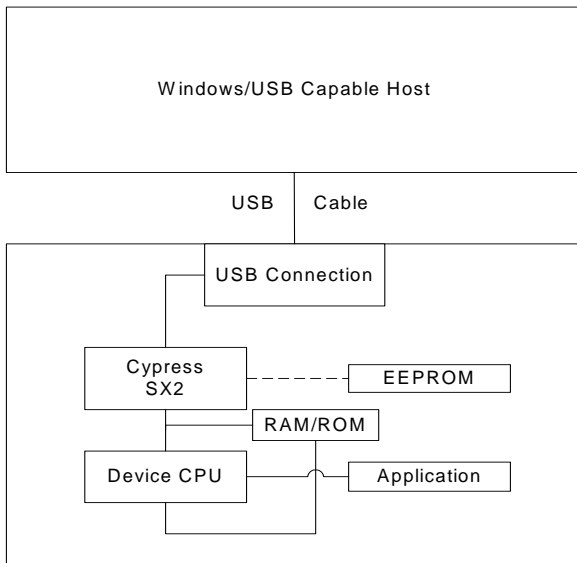 Windows/USB Capable Host
USB Cable
USB Connection
Cypress
SX2
EEPROM
RAM/ROM
Device CPU
Application